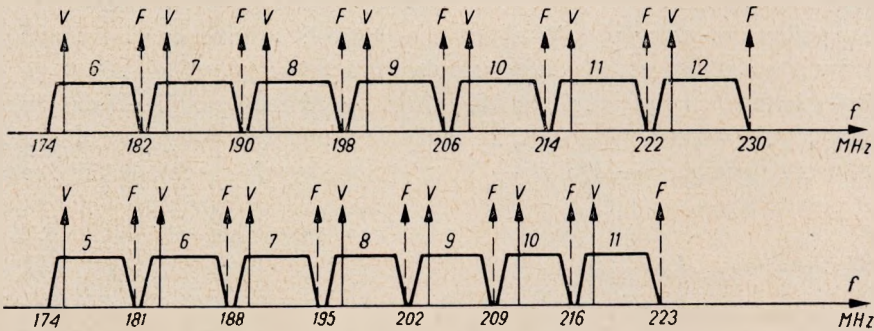 V F V F V F V F V F V F V F
6 7 8 9 10 11 12
f
174 182 190 198 206 214 222 230 MHz
V F V F V F V F V F V F V F
5 6 7 8 9 10 11
f
174 181 188 195 202 209 216 223 MHz